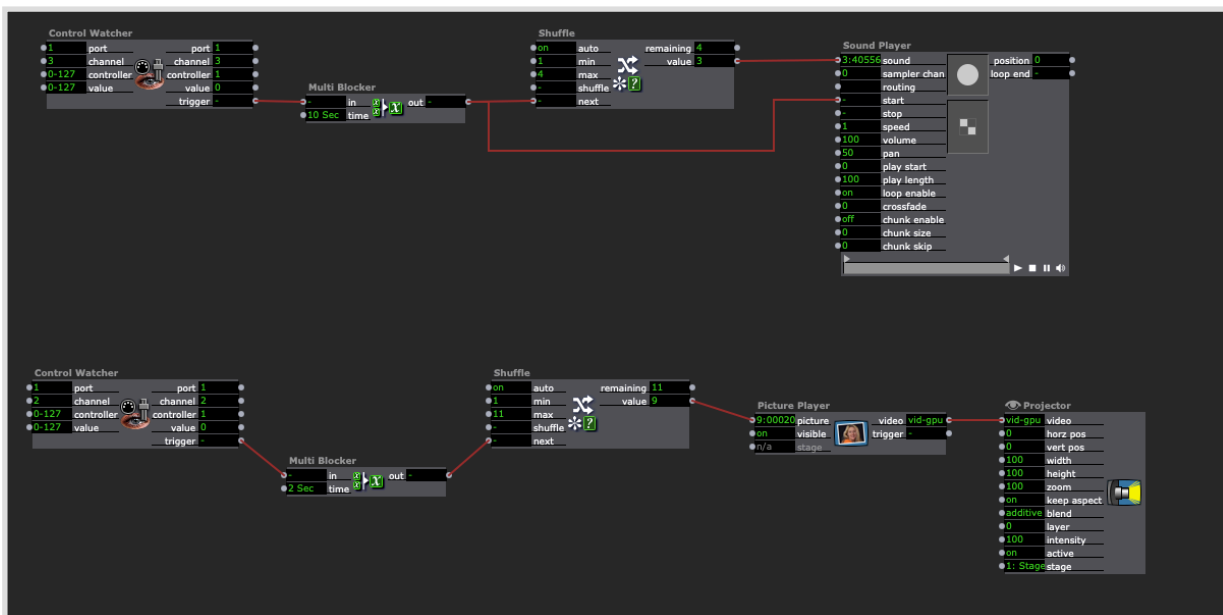 Control Watcher
1 port port 1
3 channel channel 3
0-127 controller controller 1
0-127 value value 0
trigger -
Multi Blocker
- in out -
10 Sec time
Shuffle
on auto remaining 4
1 min value 3
4 max
- shuffle
- next
Sound Player
3:40556 sound position 0
0 sampler chan loop end -
routing
- start
- stop
1 speed
100 volume
50 pan
0 play start
100 play length
on loop enable
0 crossfade
off chunk enable
0 chunk size
0 chunk skip
Control Watcher
1 port port 1
2 channel channel 2
0-127 controller controller 1
0-127 value value 0
trigger -
Multi Blocker
- in out -
2 Sec time
Shuffle
on auto remaining 11
1 min value 9
11 max
- shuffle
- next
Picture Player
9:00020 picture video vid-gpu
on visible trigger -
n/a stage
Projector
vid-gpu video
0 horz pos
0 vert pos
100 width
100 height
100 zoom
on keep aspect
additive blend
0 layer
100 intensity
on active
1: Stage stage